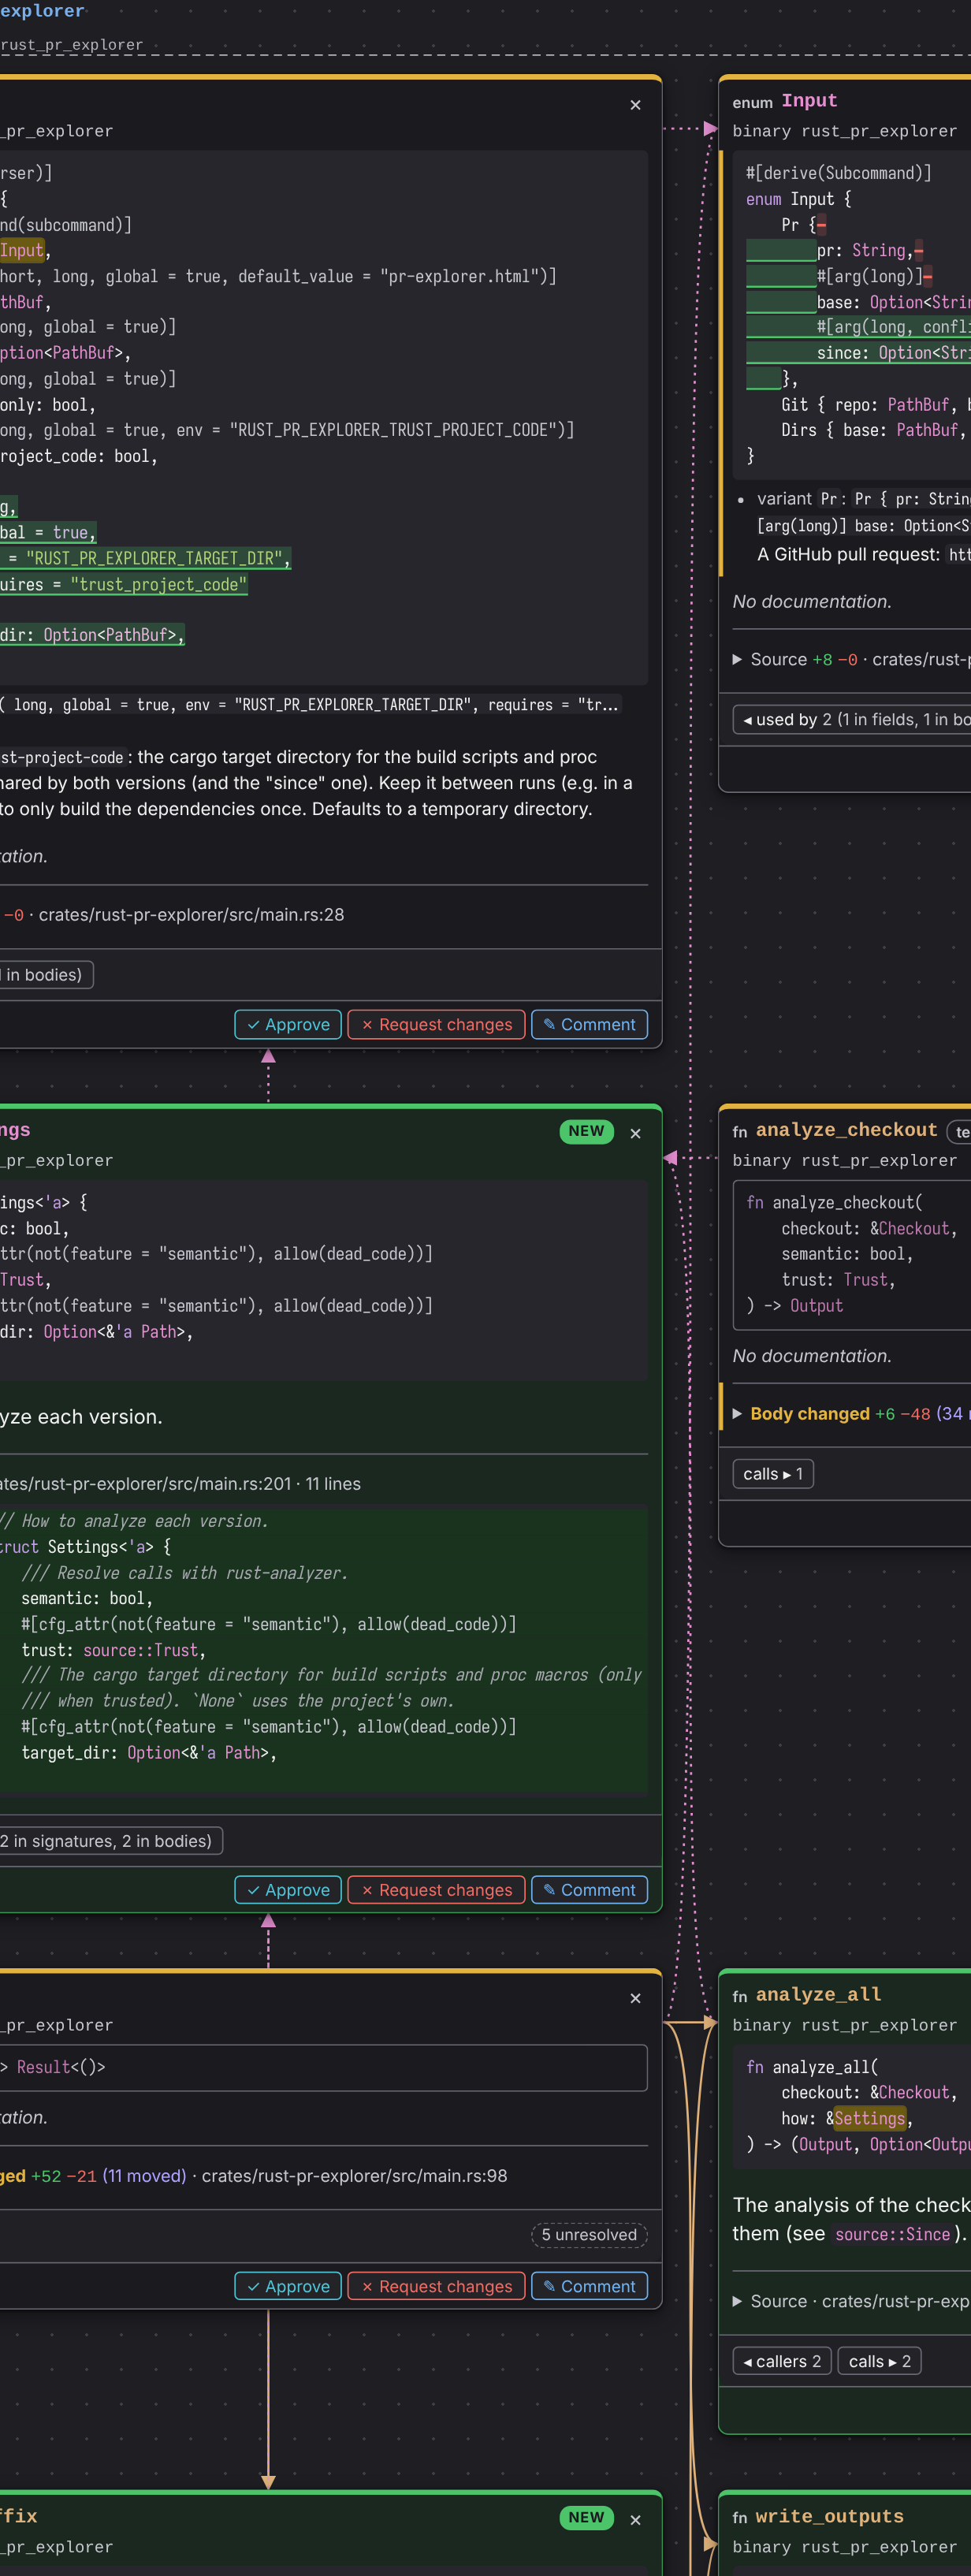 explorer
rust_pr_explorer
×
_pr_explorer
rser)]
{
nd(subcommand)]
Input,
hort, long, global = true, default_value = "pr-explorer.html")]
thBuf,
ong, global = true)]
ption<PathBuf>,
ong, global = true)]
only: bool,
ong, global = true, env = "RUST_PR_EXPLORER_TRUST_PROJECT_CODE")]
roject_code: bool,
g,
bal = true,
= "RUST_PR_EXPLORER_TARGET_DIR",
uires = "trust_project_code"
dir: Option<PathBuf>,
( long, global = true, env = "RUST_PR_EXPLORER_TARGET_DIR", requires = "tr…
st-project-code: the cargo target directory for the build scripts and proc
hared by both versions (and the "since" one). Keep it between runs (e.g. in a
to only build the dependencies once. Defaults to a temporary directory.
tation.
−0 · crates/rust-pr-explorer/src/main.rs:28
in bodies)
✓ Approve × Request changes ✎ Comment
enum Input
binary rust_pr_explorer
#[derive(Subcommand)]
enum Input {
Pr {
pr: String,
#[arg(long)]
base: Option<Strin
#[arg(long, confli
since: Option<Stri
},
Git { repo: PathBuf, b
Dirs { base: PathBuf,
}
• variant Pr: Pr { pr: String
[arg(long)] base: Option<S
A GitHub pull request: htt
No documentation.
▶ Source +8 −0 · crates/rust-p
◂ used by 2 (1 in fields, 1 in bo
ngs NEW ×
_pr_explorer
ings<'a> {
c: bool,
ttr(not(feature = "semantic"), allow(dead_code))]
Trust,
ttr(not(feature = "semantic"), allow(dead_code))]
dir: Option<&'a Path>,
yze each version.
ates/rust-pr-explorer/src/main.rs:201 · 11 lines
// How to analyze each version.
truct Settings<'a> {
/// Resolve calls with rust-analyzer.
semantic: bool,
#[cfg_attr(not(feature = "semantic"), allow(dead_code))]
trust: source::Trust,
/// The cargo target directory for build scripts and proc macros (only
/// when trusted). `None` uses the project's own.
#[cfg_attr(not(feature = "semantic"), allow(dead_code))]
target_dir: Option<&'a Path>,
2 in signatures, 2 in bodies)
✓ Approve × Request changes ✎ Comment
fn analyze_checkout te
binary rust_pr_explorer
fn analyze_checkout(
checkout: &Checkout,
semantic: bool,
trust: Trust,
) -> Output
No documentation.
▶ Body changed +6 −48 (34 m
calls ▸ 1
×
_pr_explorer
> Result<()>
tation.
ged +52 −21 (11 moved) · crates/rust-pr-explorer/src/main.rs:98
5 unresolved
✓ Approve × Request changes ✎ Comment
fn analyze_all
binary rust_pr_explorer
fn analyze_all(
checkout: &Checkout,
how: &Settings,
) -> (Output, Option<Outpu
The analysis of the check
them (see source::Since).
▶ Source · crates/rust-pr-exp
◂ callers 2 calls ▸ 2
ffix NEW ×
_pr_explorer
fn write_outputs
binary rust_pr_explorer